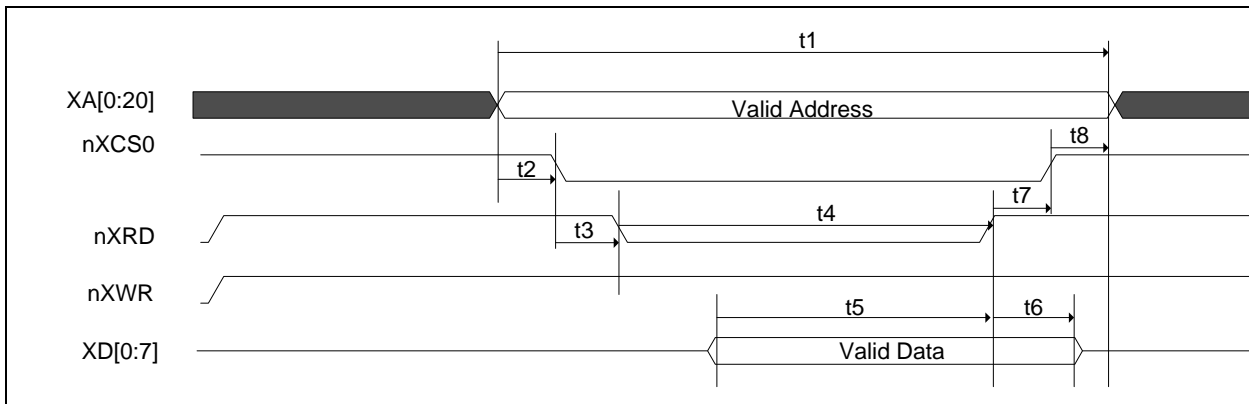 t1
XA[0:20]
Valid Address
nXCS0
t8
t2
t7
t4
nXRD
t3
nXWR
t5
t6
XD[0:7]
Valid Data